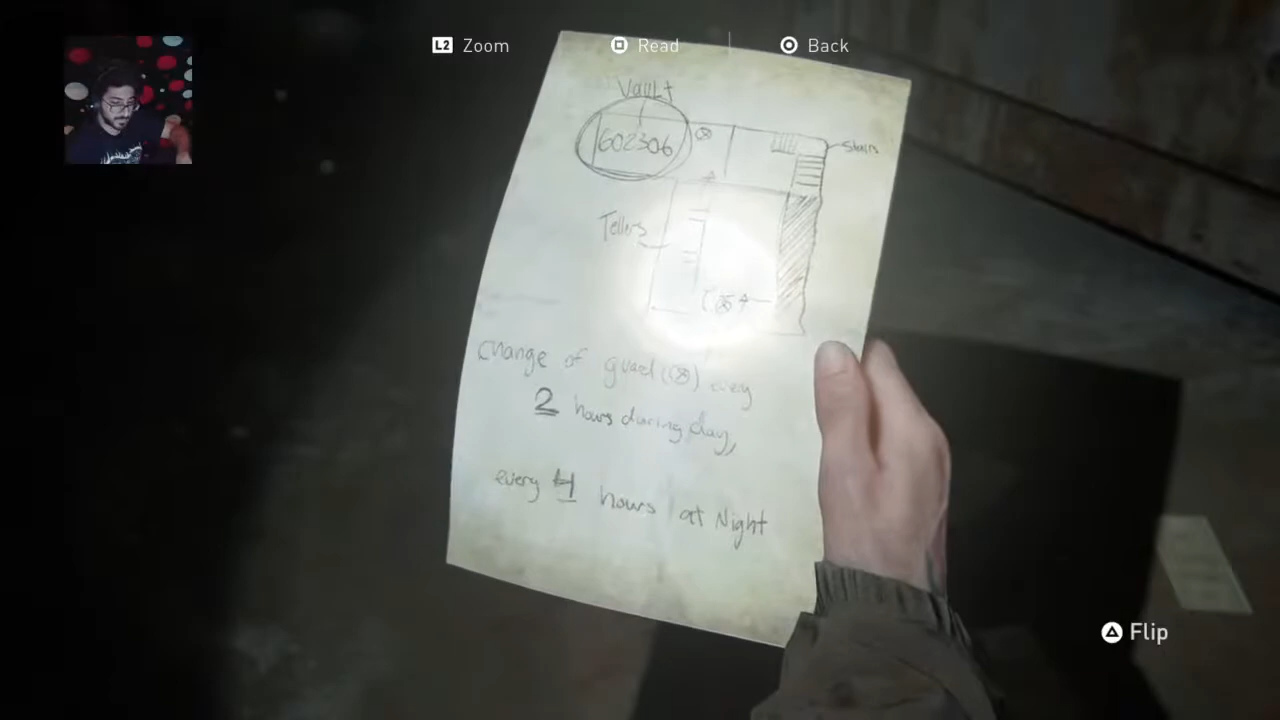 L2 Zoom
Read
Back
Vault
602306
Stairs
Tellers
Change of guard (⊗) every
2 hours during day,
every 4 hours at Night
Flip